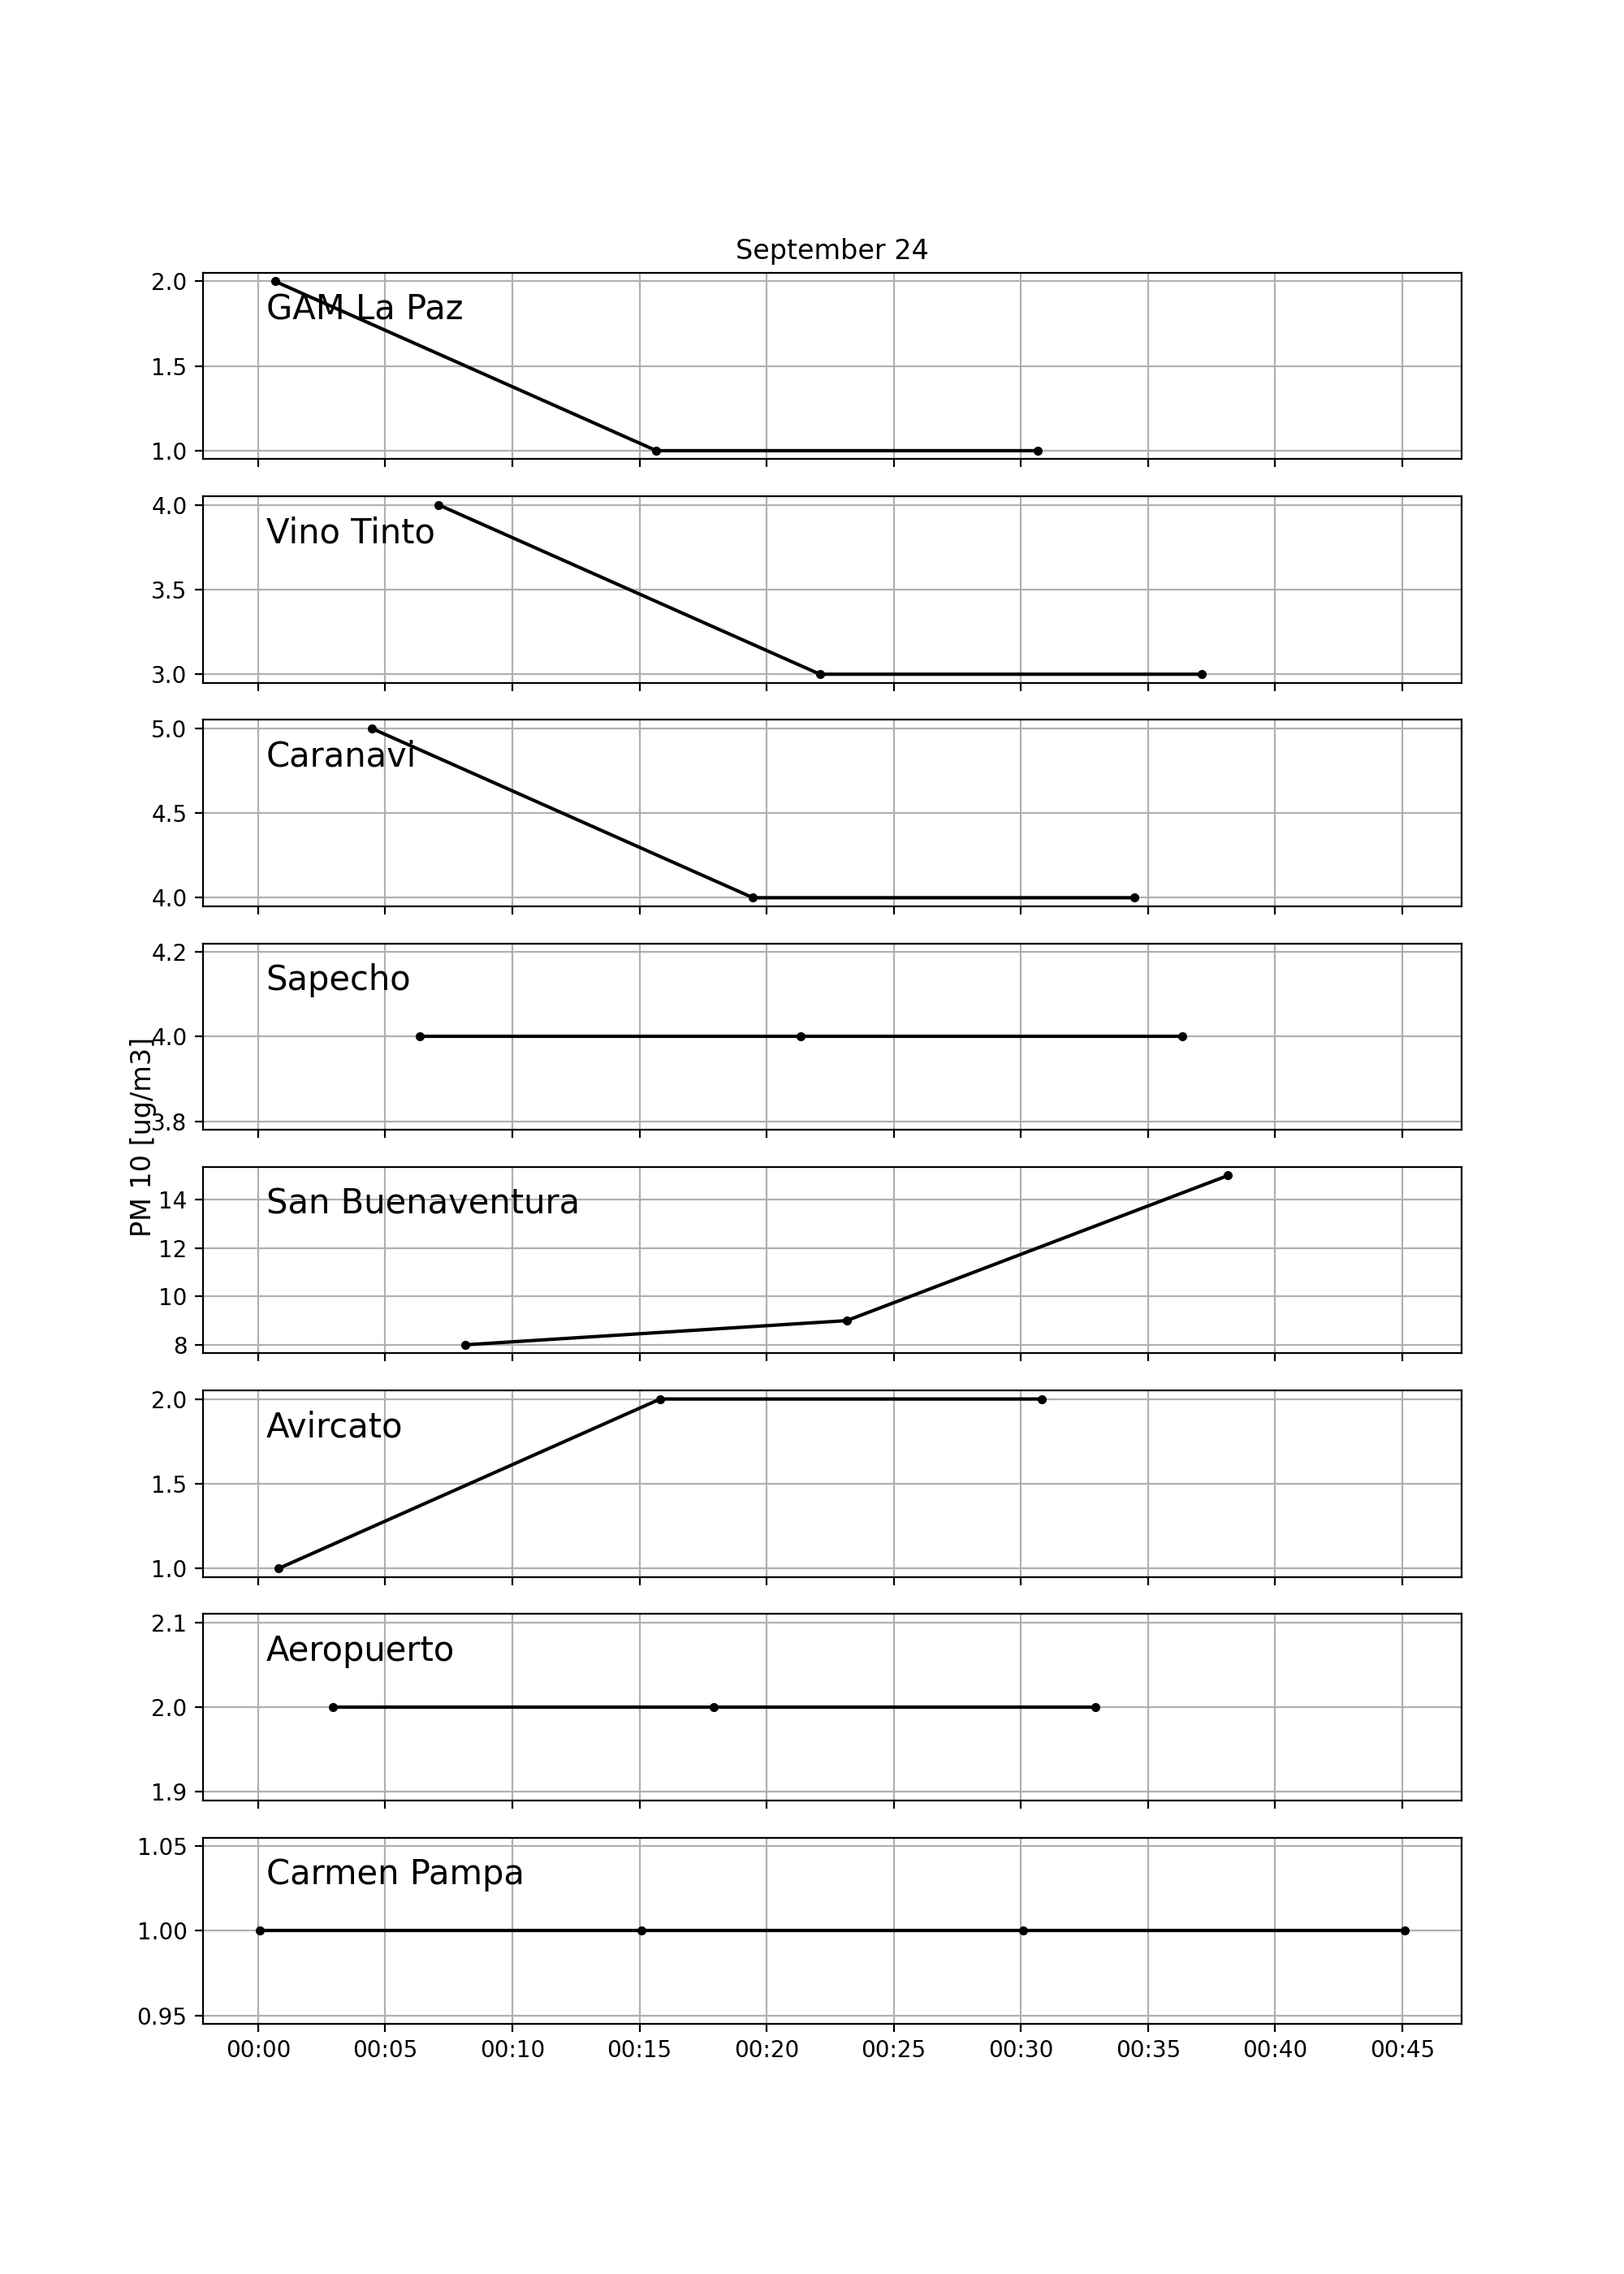 September 24
2.0
GAM La Paz
1.5
1.0
4.0
Vino Tinto
3.5
3.0
5.0
Caranavi
4.5
4.0
4.2
Sapecho
4.0
3.8
PM 10 [ug/m3]
14
San Buenaventura
12
10
8
2.0
Avircato
1.5
1.0
2.1
Aeropuerto
2.0
1.9
1.05
Carmen Pampa
1.00
0.95
00:00 00:05 00:10 00:15 00:20 00:25 00:30 00:35 00:40 00:45